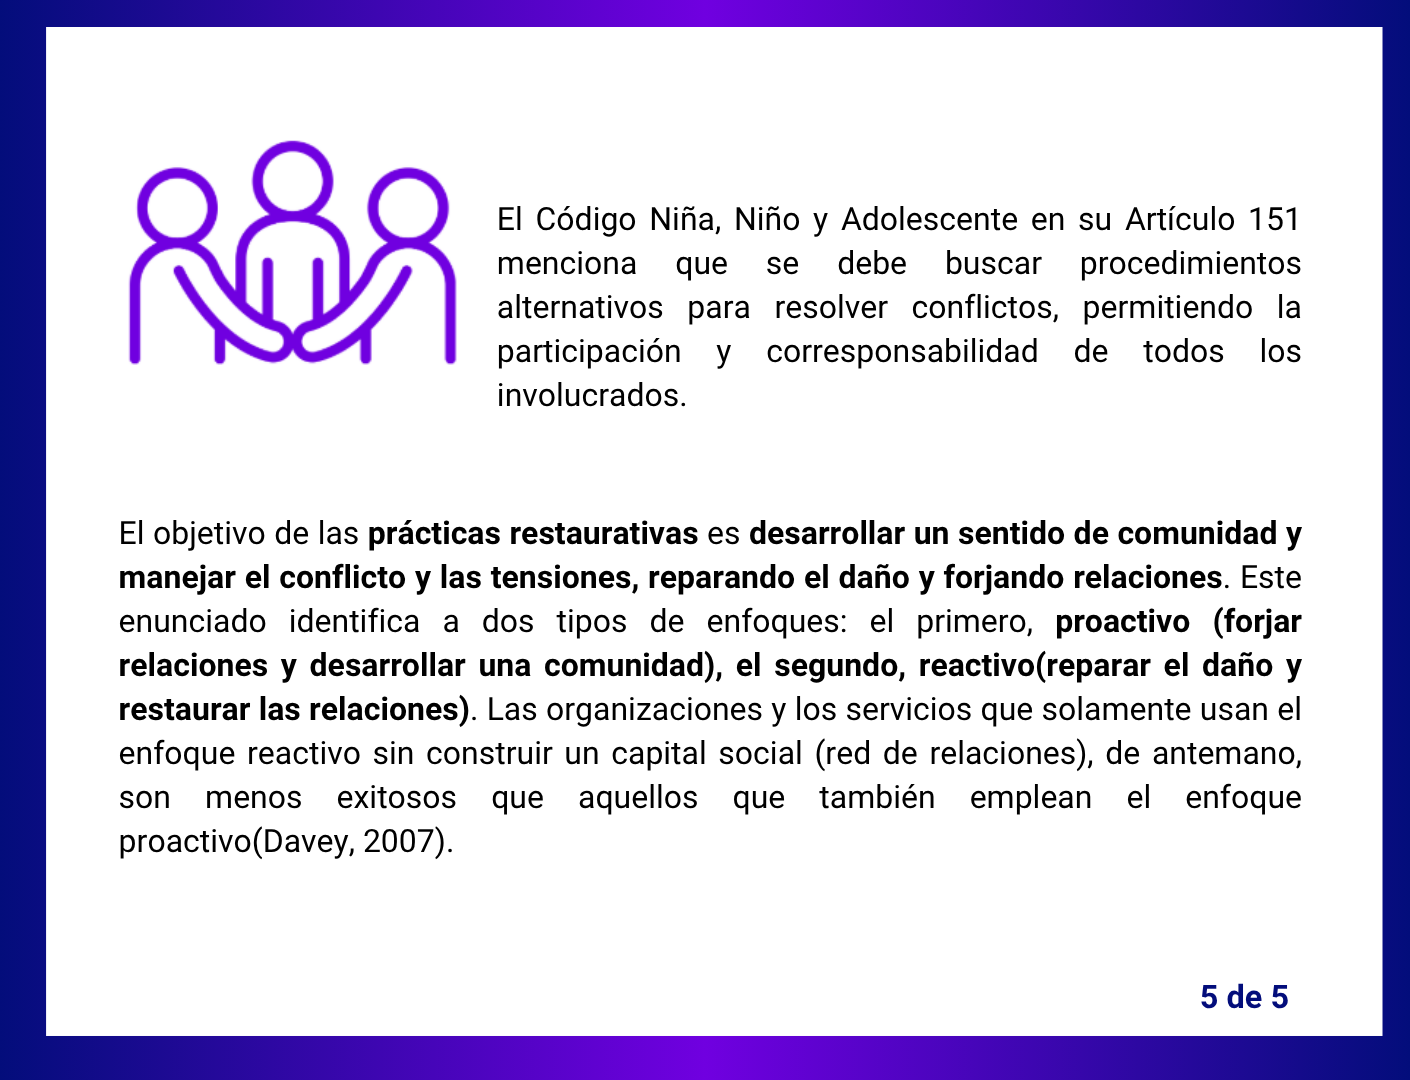 El Código Niña, Niño y Adolescente en su Artículo 151
menciona que se debe buscar procedimientos
alternativos para resolver conflictos, permitiendo la
participación y corresponsabilidad de todos los
involucrados.
El objetivo de las prácticas restaurativas es desarrollar un sentido de comunidad y
manejar el conflicto y las tensiones, reparando el daño y forjando relaciones. Este
enunciado identifica a dos tipos de enfoques: el primero, proactivo (forjar
relaciones y desarrollar una comunidad), el segundo, reactivo(reparar el daño y
restaurar las relaciones). Las organizaciones y los servicios que solamente usan el
enfoque reactivo sin construir un capital social (red de relaciones), de antemano,
son menos exitosos que aquellos que también emplean el enfoque
proactivo(Davey, 2007).
5 de 5